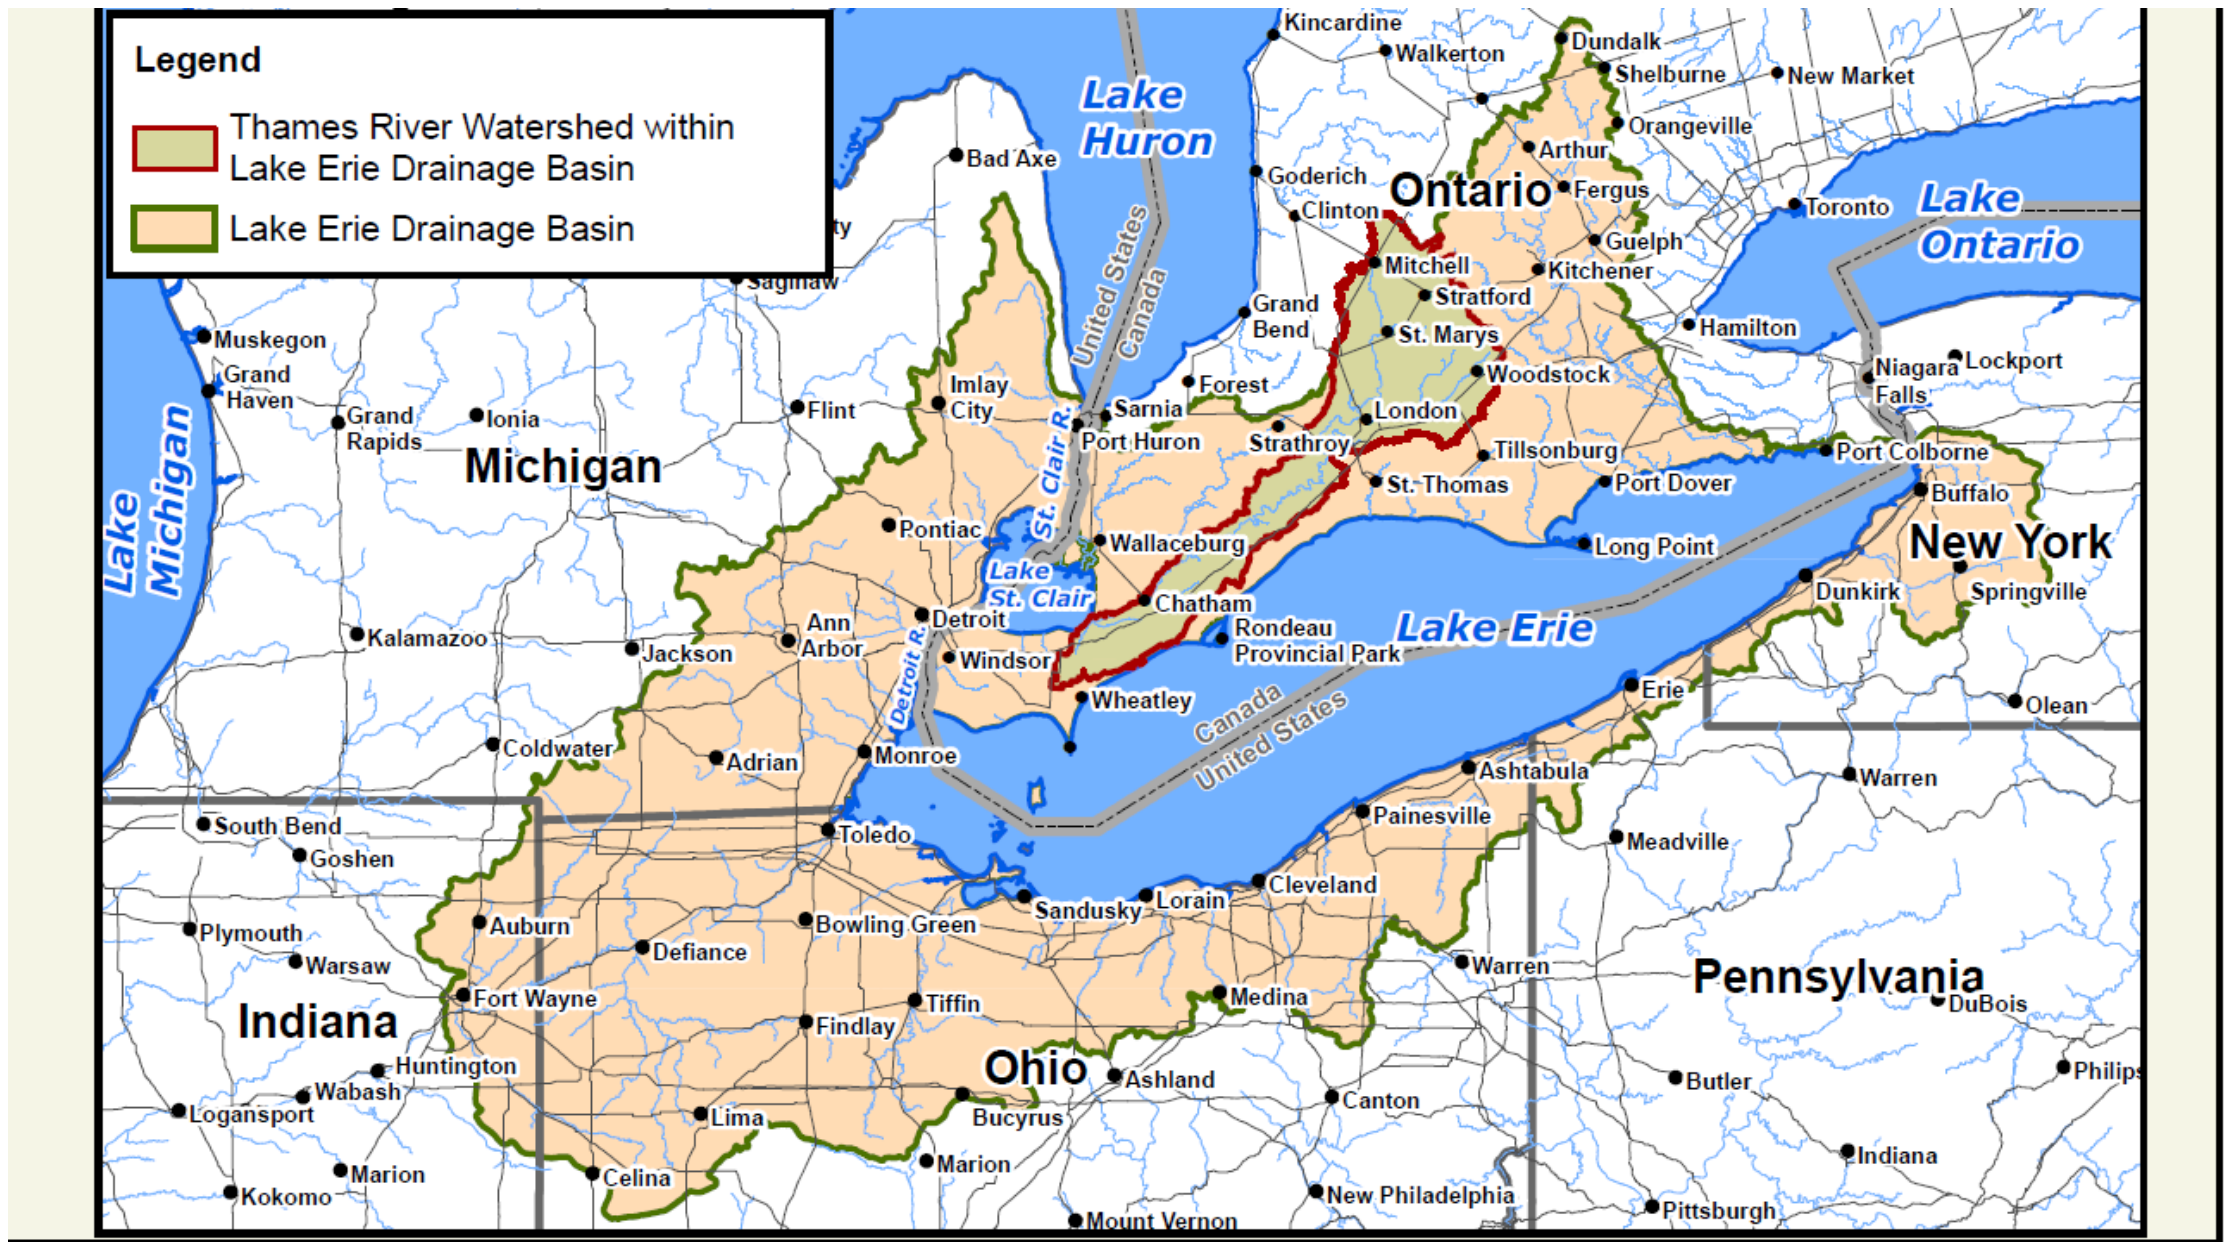 Legend
Thames River Watershed within
Lake Erie Drainage Basin
Lake Erie Drainage Basin
Kincardine
Walkerton
Dundalk
Shelburne
New Market
Orangeville
Arthur
Fergus
Guelph
Kitchener
Toronto
Hamilton
Lake
Huron
Bad Axe
Goderich
Clinton
Ontario
Lake
Ontario
United States
Canada
Mitchell
Stratford
St. Marys
Woodstock
London
Grand
Bend
Forest
Sarnia
Port Huron
Strathroy
Tillsonburg
St. Thomas
Port Dover
Long Point
Port Colborne
Niagara
Falls
Lockport
Buffalo
New York
Springville
Dunkirk
Olean
ty
Saginaw
Muskegon
Grand
Haven
Grand
Rapids
Ionia
Flint
Imlay
City
Michigan
Lake
Michigan
St. Clair R.
Pontiac
Wallaceburg
Lake
St. Clair
Detroit
Detroit R.
Chatham
Windsor
Wheatley
Rondeau
Provincial Park
Lake Erie
Canada
United States
Ann
Arbor
Kalamazoo
Jackson
Coldwater
Adrian
Monroe
Erie
Ashtabula
Painesville
Warren
Meadville
South Bend
Goshen
Toledo
Cleveland
Lorain
Sandusky
Plymouth
Warsaw
Auburn
Defiance
Bowling Green
Fort Wayne
Tiffin
Findlay
Medina
Warren
Pennsylvania
DuBois
Indiana
Huntington
Wabash
Logansport
Ohio
Ashland
Bucyrus
Lima
Canton
Butler
Philips
Marion
Kokomo
Celina
Marion
Mount Vernon
New Philadelphia
Indiana
Pittsburgh